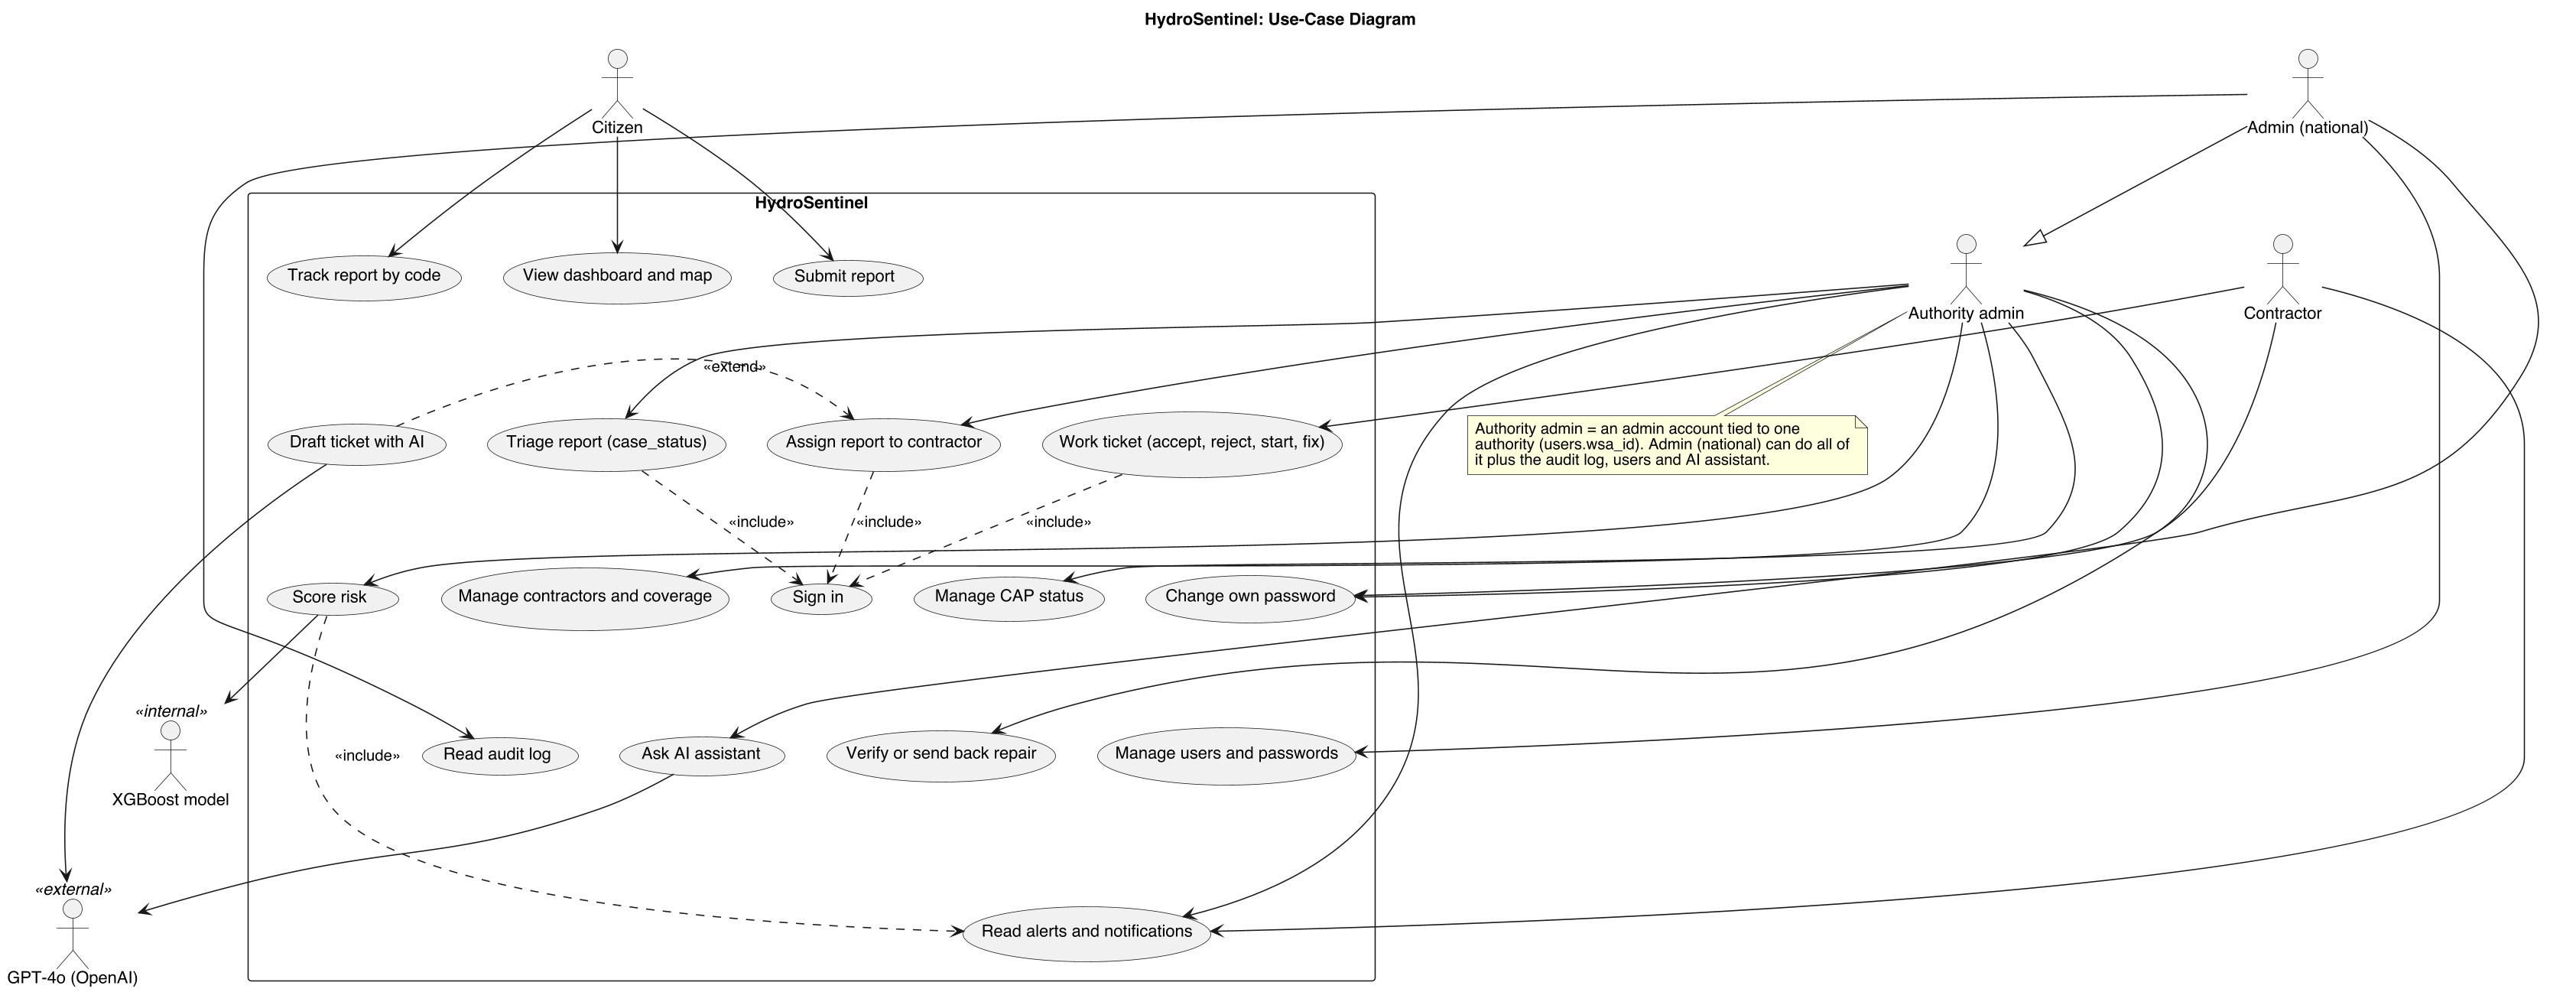 HydroSentinel: Use-Case Diagram
Citizen
Admin (national)
HydroSentinel
Track report by code
View dashboard and map
Submit report
Authority admin
Contractor
«extend»
Draft ticket with AI
Triage report (case_status)
Assign report to contractor
Work ticket (accept, reject, start, fix)
Authority admin = an admin account tied to one
authority (users.wsa_id). Admin (national) can do all of
it plus the audit log, users and AI assistant.
«include»
«include»
«include»
Score risk
Manage contractors and coverage
Sign in
Manage CAP status
Change own password
«internal»
XGBoost model
«include»
Read audit log
Ask AI assistant
Verify or send back repair
Manage users and passwords
«external»
GPT-4o (OpenAI)
Read alerts and notifications